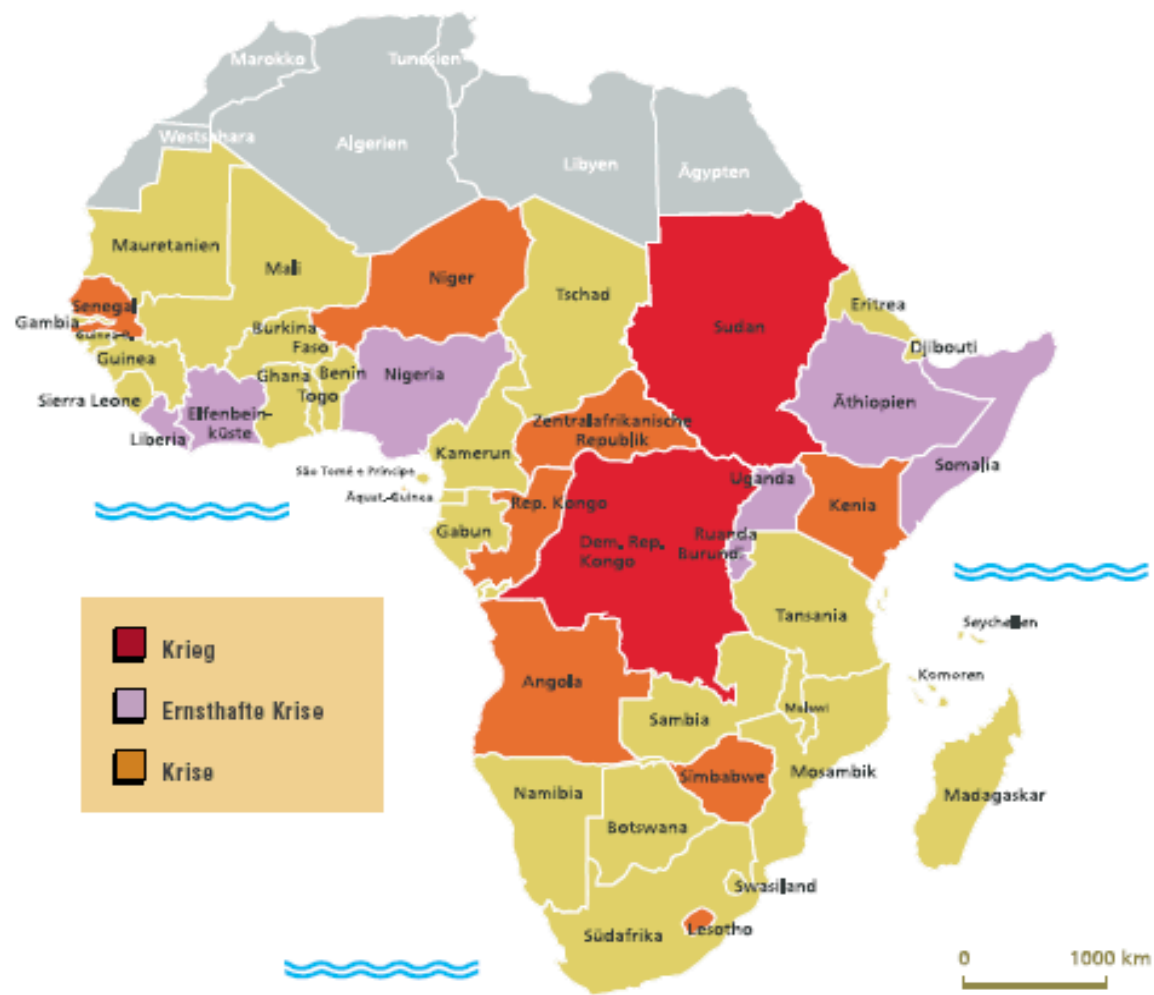 Marokko
Tunesien
Westsahara
Algerien
Libyen
Ägypten
Mauretanien
Mali
Niger
Tschad
Sudan
Eritrea
Senegal
Gambia
Guinea
Burkina
Faso
Djibouti
Ghana
Benin
Togo
Nigeria
Äthiopien
Sierra Leone
Elfenbein-
küste
Liberia
Zentralafrikanische
Republik
Kamerun
São Tomé e Príncipe
Äquat.-Guinea
Uganda
Somalia
Rep. Kongo
Kenia
Gabun
Dem. Rep.
Kongo
Ruanda
Tansania
Seychellen
Komoren
Angola
Malawi
Sambia
Simbabwe
Mosambik
Namibia
Madagaskar
Botswana
Swasiland
Lesotho
Südafrika
Krieg
Ernsthafte Krise
Krise
0 1000 km